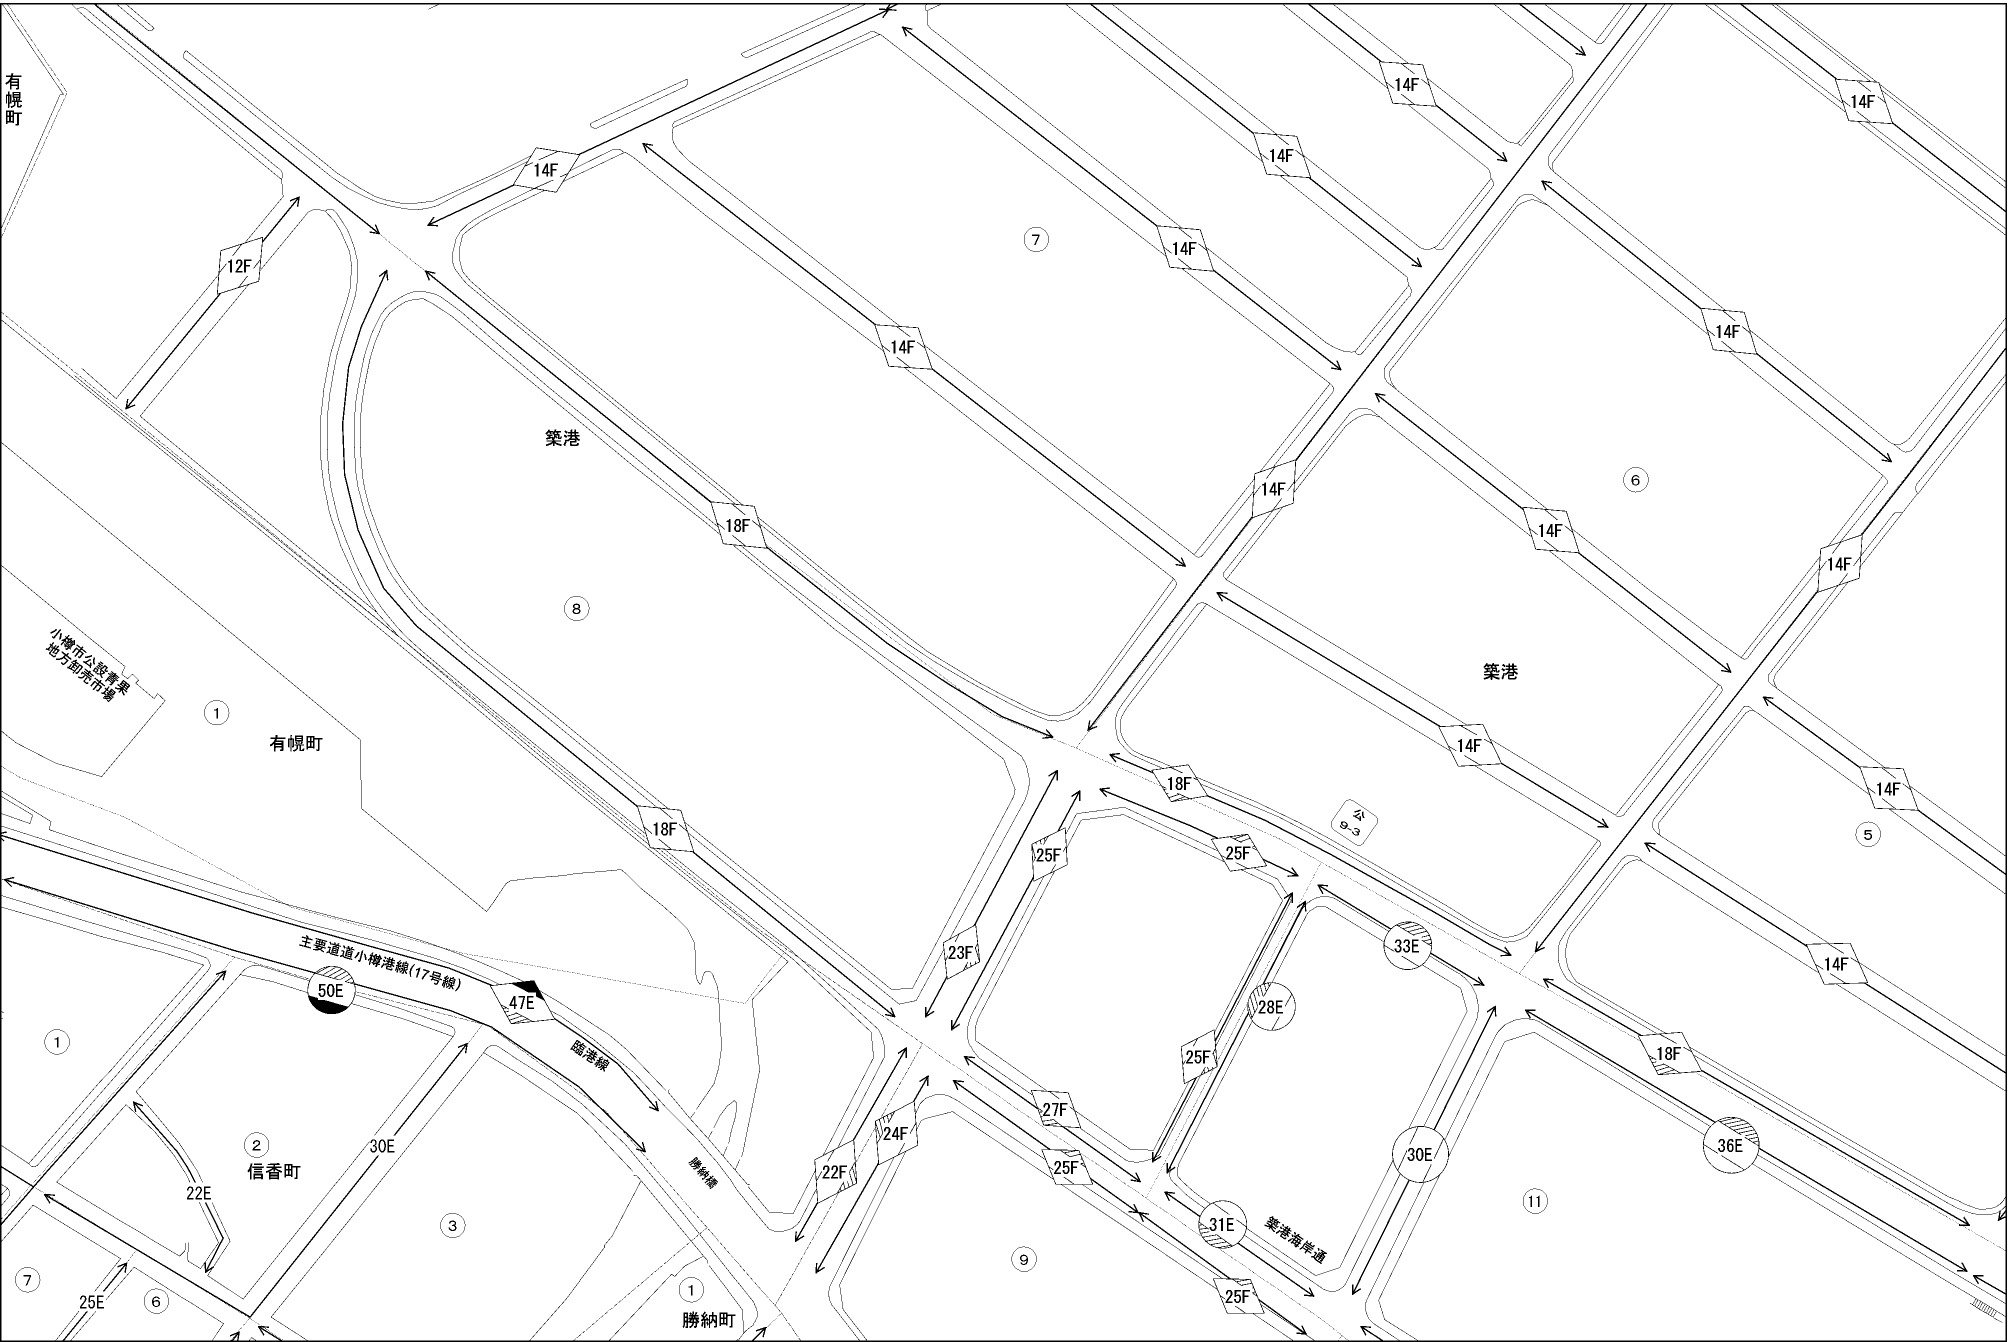 有幌町
14F
14F
14F
14F
12F
⑦
14F
14F
14F
14F
築港
⑥
14F
14F
18F
14F
14F
⑧
小樽市公設青果
地方卸売市場
①
有幌町
築港
14F
18F
14F
公
9-3
18F
⑤
25F
25F
主要道道小樽港線(17号線)
50E
47E
23F
33E
14F
28E
①
臨港線
25F
18F
②
信香町
30E
22E
勝納橋
24F
22F
27F
25F
30E
36E
③
⑪
31E
築港海岸通
⑨
⑦
25E
⑥
①
勝納町
25F